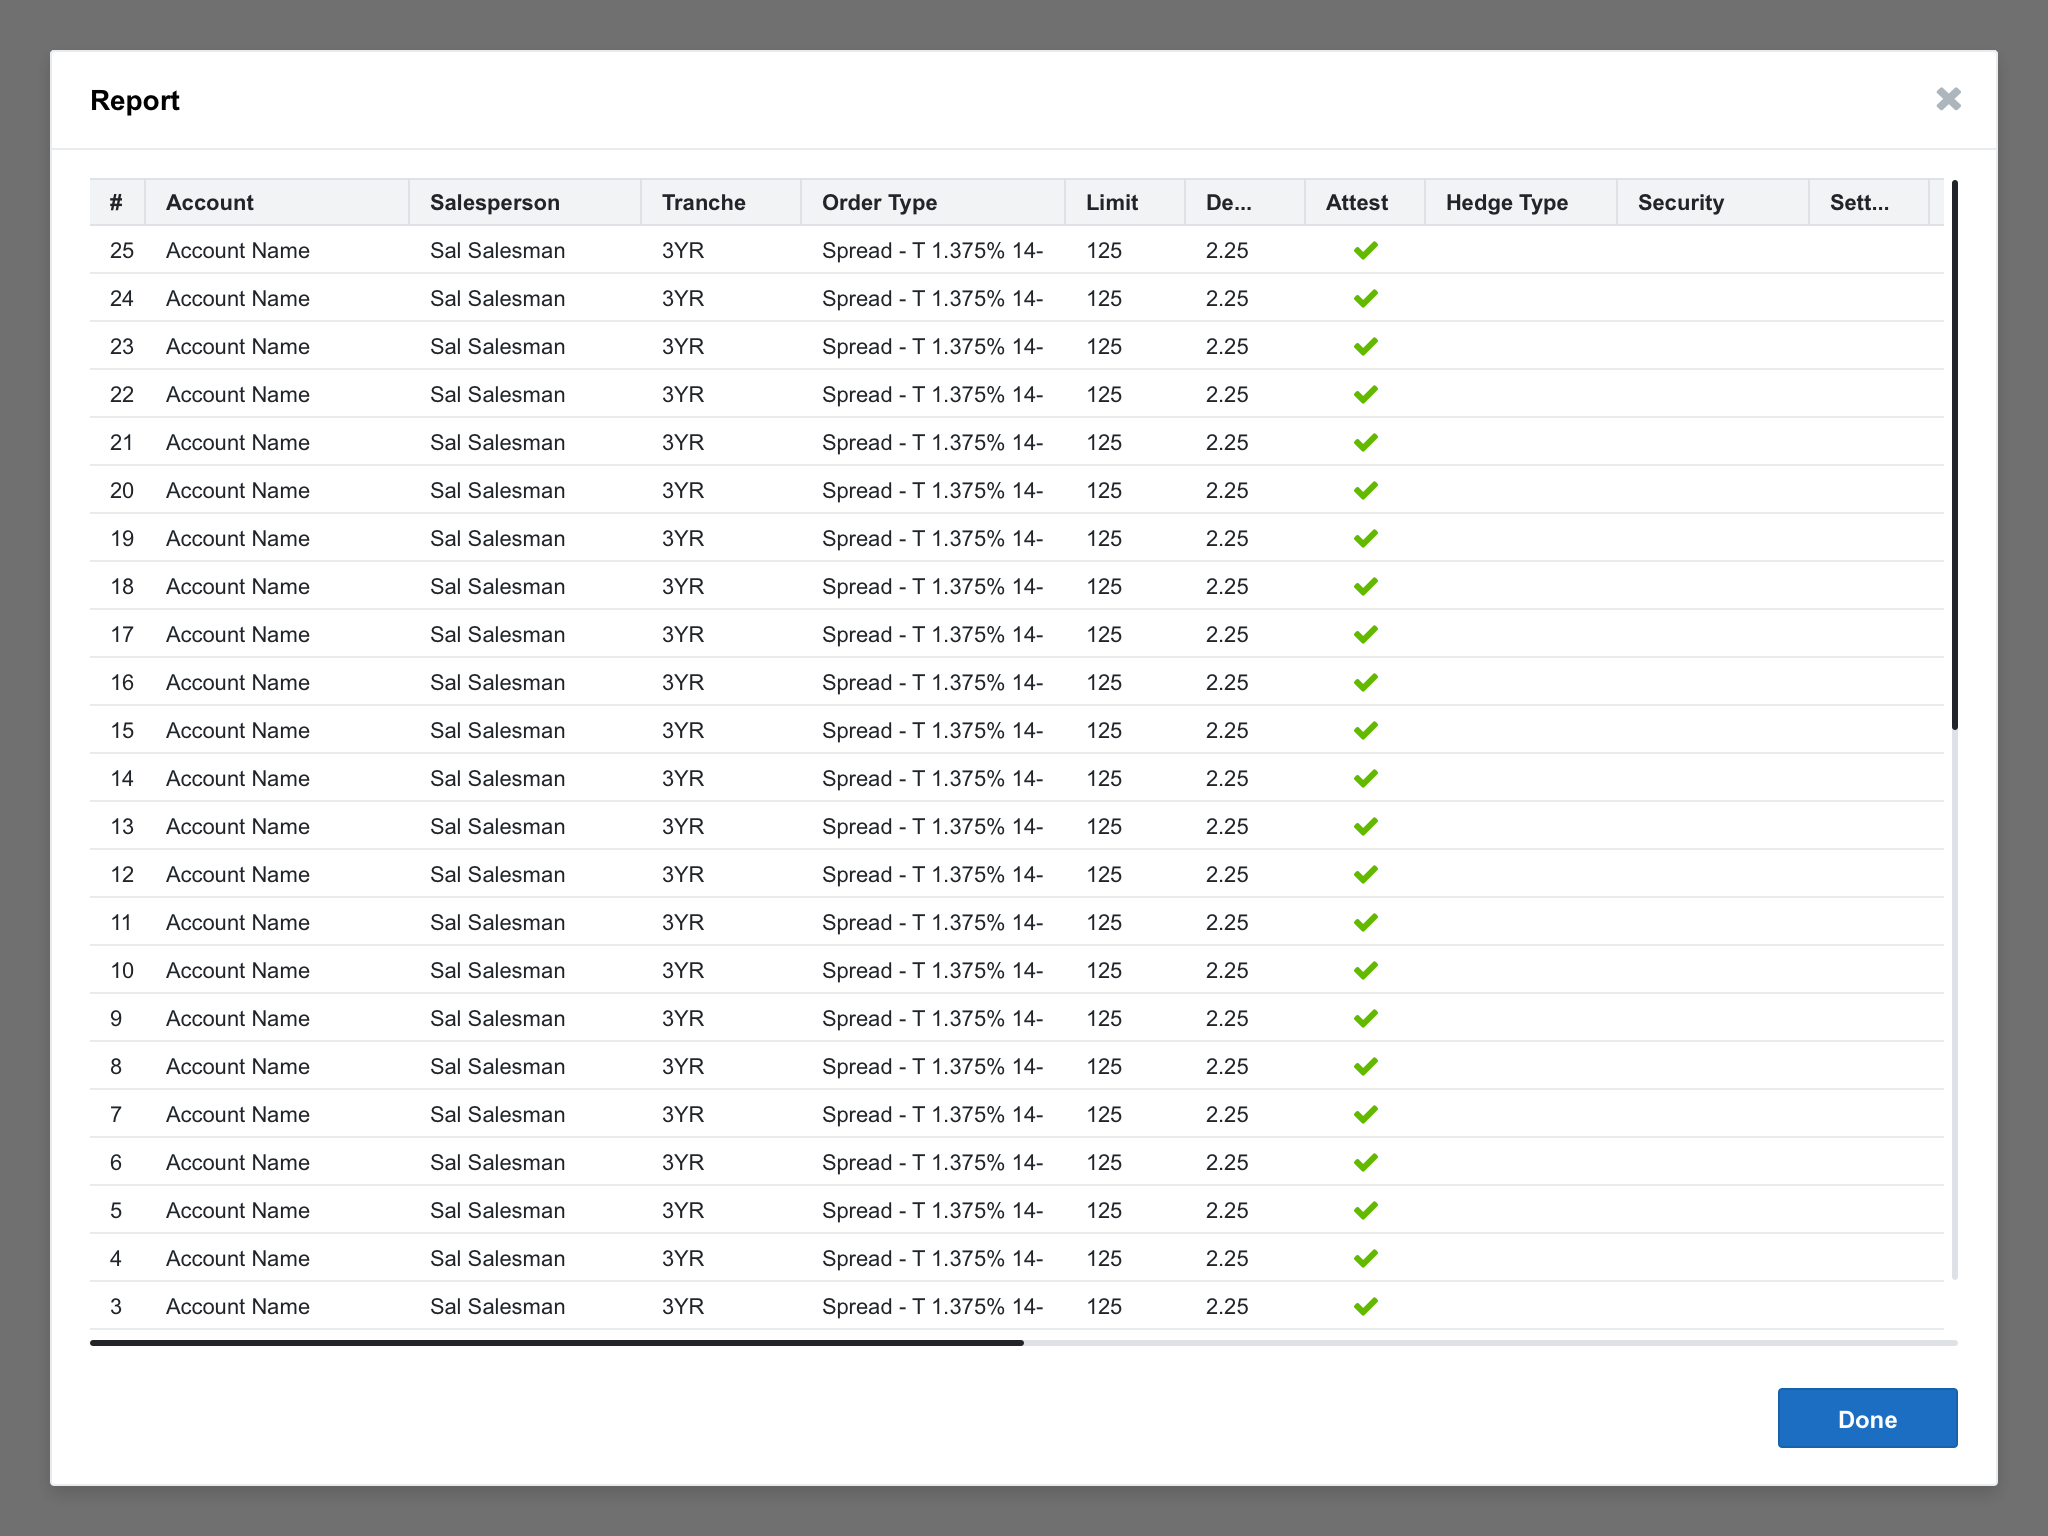 Report
# Account Salesperson Tranche Order Type Limit De... Attest Hedge Type Security Sett...
25 Account Name Sal Salesman 3YR Spread - T 1.375% 14- 125 2.25
24 Account Name Sal Salesman 3YR Spread - T 1.375% 14- 125 2.25
23 Account Name Sal Salesman 3YR Spread - T 1.375% 14- 125 2.25
22 Account Name Sal Salesman 3YR Spread - T 1.375% 14- 125 2.25
21 Account Name Sal Salesman 3YR Spread - T 1.375% 14- 125 2.25
20 Account Name Sal Salesman 3YR Spread - T 1.375% 14- 125 2.25
19 Account Name Sal Salesman 3YR Spread - T 1.375% 14- 125 2.25
18 Account Name Sal Salesman 3YR Spread - T 1.375% 14- 125 2.25
17 Account Name Sal Salesman 3YR Spread - T 1.375% 14- 125 2.25
16 Account Name Sal Salesman 3YR Spread - T 1.375% 14- 125 2.25
15 Account Name Sal Salesman 3YR Spread - T 1.375% 14- 125 2.25
14 Account Name Sal Salesman 3YR Spread - T 1.375% 14- 125 2.25
13 Account Name Sal Salesman 3YR Spread - T 1.375% 14- 125 2.25
12 Account Name Sal Salesman 3YR Spread - T 1.375% 14- 125 2.25
11 Account Name Sal Salesman 3YR Spread - T 1.375% 14- 125 2.25
10 Account Name Sal Salesman 3YR Spread - T 1.375% 14- 125 2.25
9 Account Name Sal Salesman 3YR Spread - T 1.375% 14- 125 2.25
8 Account Name Sal Salesman 3YR Spread - T 1.375% 14- 125 2.25
7 Account Name Sal Salesman 3YR Spread - T 1.375% 14- 125 2.25
6 Account Name Sal Salesman 3YR Spread - T 1.375% 14- 125 2.25
5 Account Name Sal Salesman 3YR Spread - T 1.375% 14- 125 2.25
4 Account Name Sal Salesman 3YR Spread - T 1.375% 14- 125 2.25
3 Account Name Sal Salesman 3YR Spread - T 1.375% 14- 125 2.25
Done